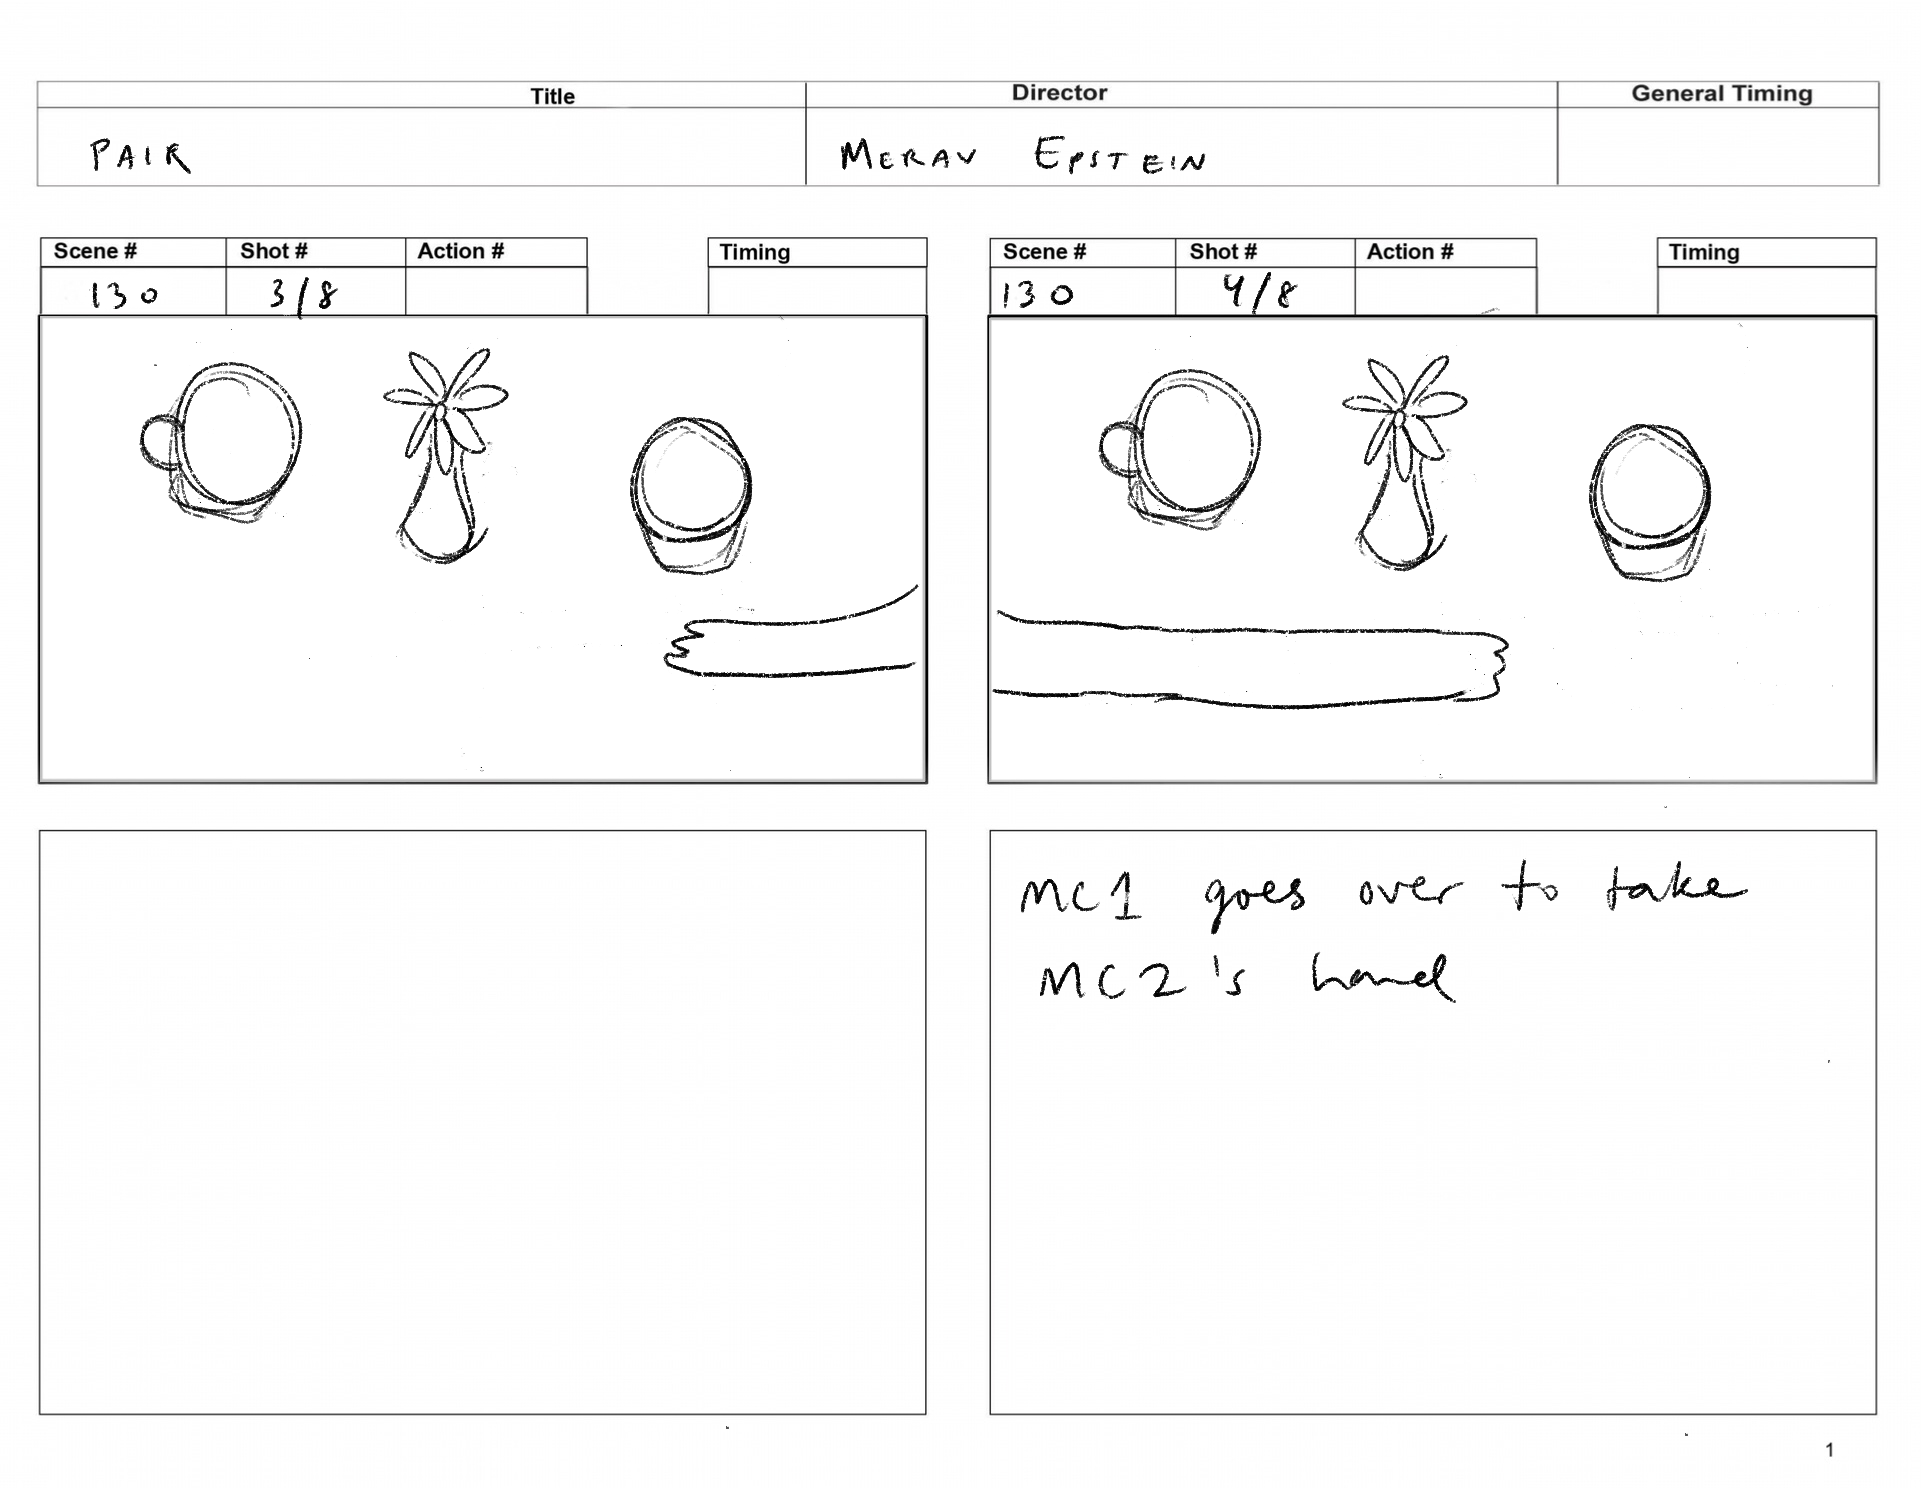 Title Director General Timing
PAIR MERAV EPSTEIN
Scene # Shot # Action # Timing Scene # Shot # Action # Timing
130 3/8 130 4/8
MC1 goes over to take
MC2's hand
1